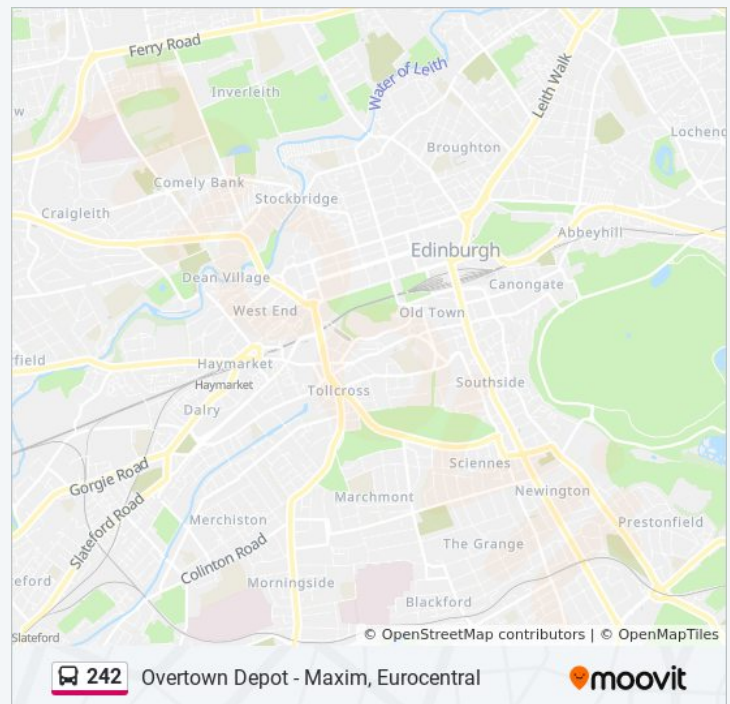 Ferry Road
Inverleith
Water of Leith
Leith Walk
Lochend
w
Broughton
Comely Bank
Stockbridge
Craigleith
Abbeyhill
Edinburgh
Dean Village
Canongate
West End
Old Town
field
Haymarket
Haymarket
Southside
Tollcross
Dalry
Sciennes
Gorgie Road
Newington
Marchmont
Slateford Road
Merchiston
Prestonfield
The Grange
Colinton Road
eford
Morningside
Blackford
Slateford
© OpenStreetMap contributors | © OpenMapTiles
242 Overtown Depot - Maxim, Eurocentral
moovit